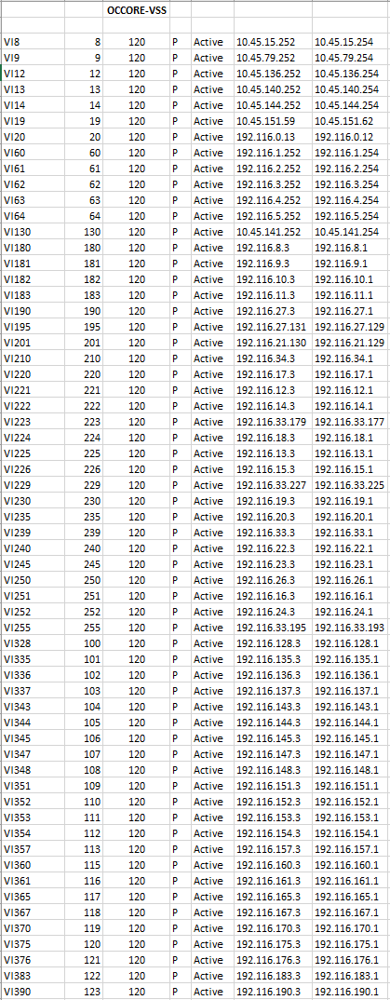 OCCORE-VSS
Vl8 8 120 P Active 10.45.15.252 10.45.15.254
Vl9 9 120 P Active 10.45.79.252 10.45.79.254
Vl12 12 120 P Active 10.45.136.252 10.45.136.254
Vl13 13 120 P Active 10.45.140.252 10.45.140.254
Vl14 14 120 P Active 10.45.144.252 10.45.144.254
Vl19 19 120 P Active 10.45.151.59 10.45.151.62
Vl20 20 120 P Active 192.116.0.13 192.116.0.12
Vl60 60 120 P Active 192.116.1.252 192.116.1.254
Vl61 61 120 P Active 192.116.2.252 192.116.2.254
Vl62 62 120 P Active 192.116.3.252 192.116.3.254
Vl63 63 120 P Active 192.116.4.252 192.116.4.254
Vl64 64 120 P Active 192.116.5.252 192.116.5.254
Vl130 130 120 P Active 10.45.141.252 10.45.141.254
Vl180 180 120 P Active 192.116.8.3 192.116.8.1
Vl181 181 120 P Active 192.116.9.3 192.116.9.1
Vl182 182 120 P Active 192.116.10.3 192.116.10.1
Vl183 183 120 P Active 192.116.11.3 192.116.11.1
Vl190 190 120 P Active 192.116.27.3 192.116.27.1
Vl195 195 120 P Active 192.116.27.131 192.116.27.129
Vl201 201 120 P Active 192.116.21.130 192.116.21.129
Vl210 210 120 P Active 192.116.34.3 192.116.34.1
Vl220 220 120 P Active 192.116.17.3 192.116.17.1
Vl221 221 120 P Active 192.116.12.3 192.116.12.1
Vl222 222 120 P Active 192.116.14.3 192.116.14.1
Vl223 223 120 P Active 192.116.33.179 192.116.33.177
Vl224 224 120 P Active 192.116.18.3 192.116.18.1
Vl225 225 120 P Active 192.116.13.3 192.116.13.1
Vl226 226 120 P Active 192.116.15.3 192.116.15.1
Vl229 229 120 P Active 192.116.33.227 192.116.33.225
Vl230 230 120 P Active 192.116.19.3 192.116.19.1
Vl235 235 120 P Active 192.116.20.3 192.116.20.1
Vl239 239 120 P Active 192.116.33.3 192.116.33.1
Vl240 240 120 P Active 192.116.22.3 192.116.22.1
Vl245 245 120 P Active 192.116.23.3 192.116.23.1
Vl250 250 120 P Active 192.116.26.3 192.116.26.1
Vl251 251 120 P Active 192.116.16.3 192.116.16.1
Vl252 252 120 P Active 192.116.24.3 192.116.24.1
Vl255 255 120 P Active 192.116.33.195 192.116.33.193
Vl328 100 120 P Active 192.116.128.3 192.116.128.1
Vl335 101 120 P Active 192.116.135.3 192.116.135.1
Vl336 102 120 P Active 192.116.136.3 192.116.136.1
Vl337 103 120 P Active 192.116.137.3 192.116.137.1
Vl343 104 120 P Active 192.116.143.3 192.116.143.1
Vl344 105 120 P Active 192.116.144.3 192.116.144.1
Vl345 106 120 P Active 192.116.145.3 192.116.145.1
Vl347 107 120 P Active 192.116.147.3 192.116.147.1
Vl348 108 120 P Active 192.116.148.3 192.116.148.1
Vl351 109 120 P Active 192.116.151.3 192.116.151.1
Vl352 110 120 P Active 192.116.152.3 192.116.152.1
Vl353 111 120 P Active 192.116.153.3 192.116.153.1
Vl354 112 120 P Active 192.116.154.3 192.116.154.1
Vl357 113 120 P Active 192.116.157.3 192.116.157.1
Vl360 115 120 P Active 192.116.160.3 192.116.160.1
Vl361 116 120 P Active 192.116.161.3 192.116.161.1
Vl365 117 120 P Active 192.116.165.3 192.116.165.1
Vl367 118 120 P Active 192.116.167.3 192.116.167.1
Vl370 119 120 P Active 192.116.170.3 192.116.170.1
Vl375 120 120 P Active 192.116.175.3 192.116.175.1
Vl376 121 120 P Active 192.116.176.3 192.116.176.1
Vl383 122 120 P Active 192.116.183.3 192.116.183.1
Vl390 123 120 P Active 192.116.190.3 192.116.190.1